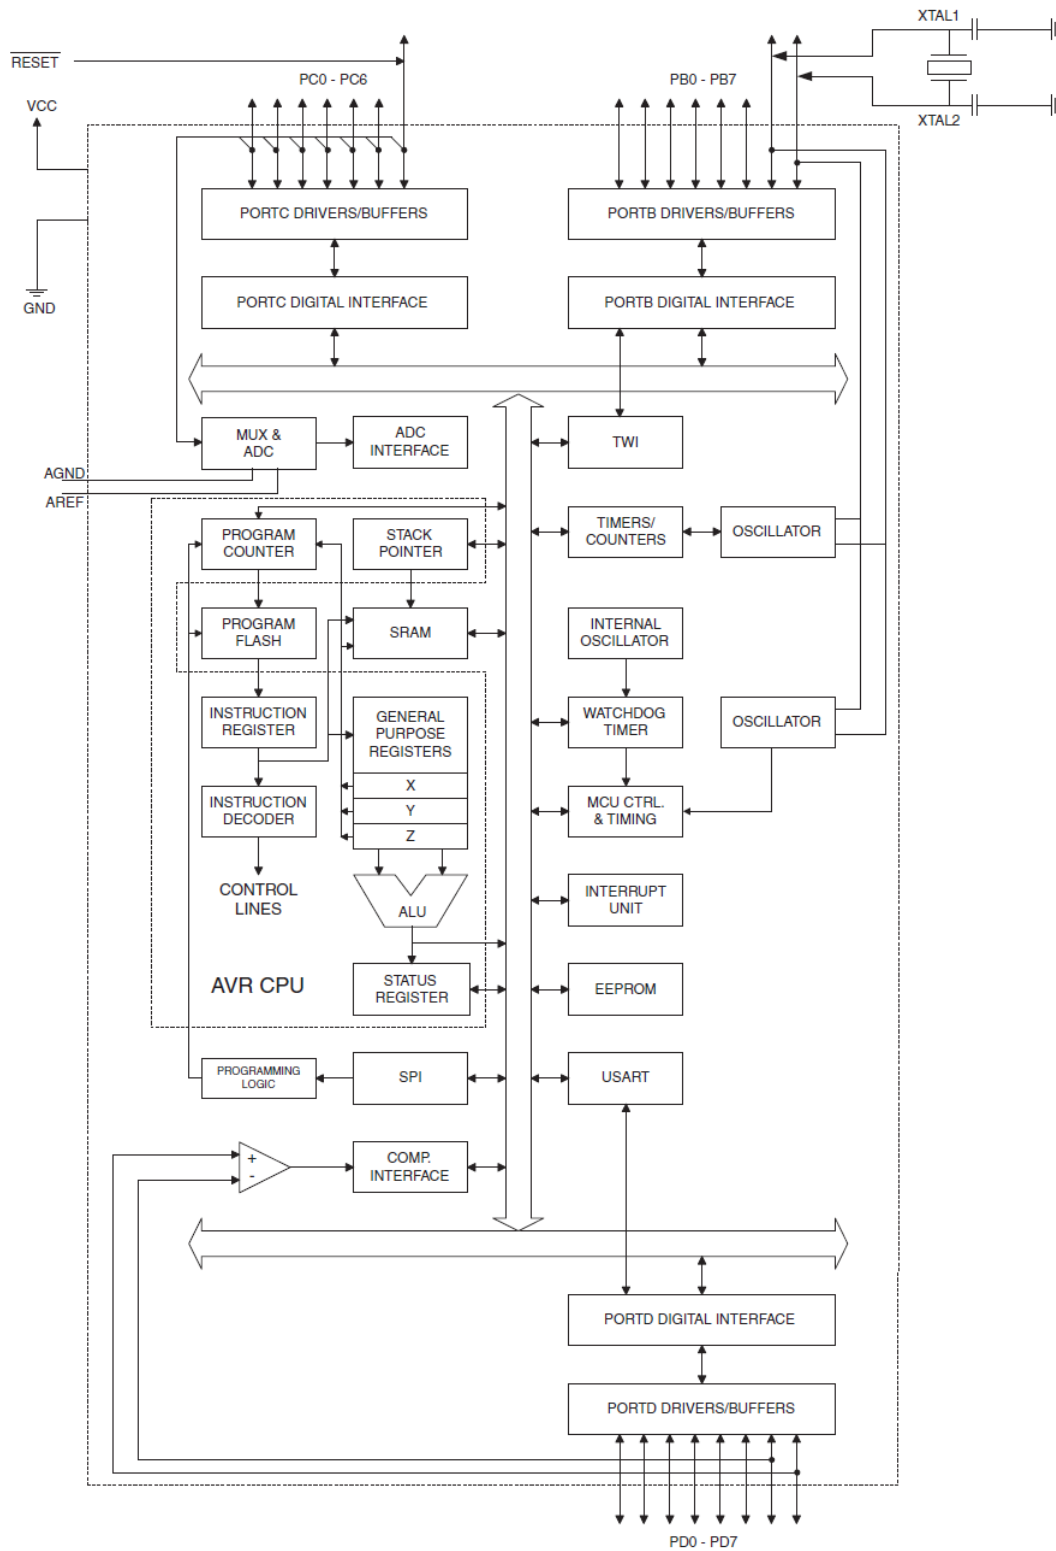 XTAL1
RESET
PC0 - PC6
PB0 - PB7
VCC
XTAL2
PORTC DRIVERS/BUFFERS
PORTB DRIVERS/BUFFERS
PORTC DIGITAL INTERFACE
PORTB DIGITAL INTERFACE
GND
MUX &
ADC
ADC
INTERFACE
TWI
AGND
AREF
PROGRAM
COUNTER
STACK
POINTER
TIMERS/
COUNTERS
OSCILLATOR
PROGRAM
FLASH
SRAM
INTERNAL
OSCILLATOR
INSTRUCTION
REGISTER
GENERAL
PURPOSE
REGISTERS
WATCHDOG
TIMER
OSCILLATOR
X
Y
Z
INSTRUCTION
DECODER
MCU CTRL.
& TIMING
CONTROL
LINES
ALU
INTERRUPT
UNIT
AVR CPU
STATUS
REGISTER
EEPROM
PROGRAMMING
LOGIC
SPI
USART
+
-
COMP.
INTERFACE
PORTD DIGITAL INTERFACE
PORTD DRIVERS/BUFFERS
PD0 - PD7